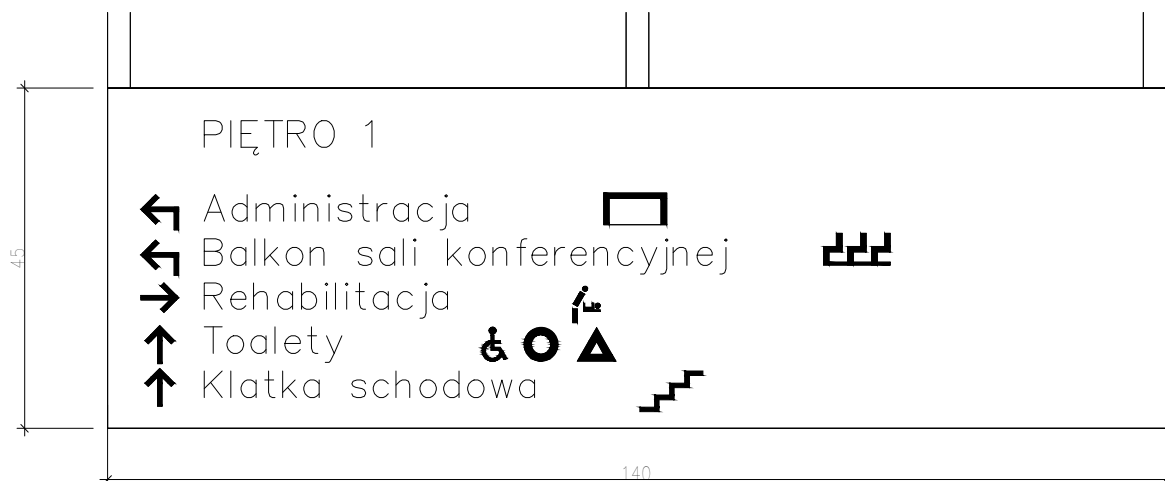 PIĘTRO 1
Administracja
Balkon sali konferencyjnej
Rehabilitacja
Toalety
Klatka schodowa
45
140